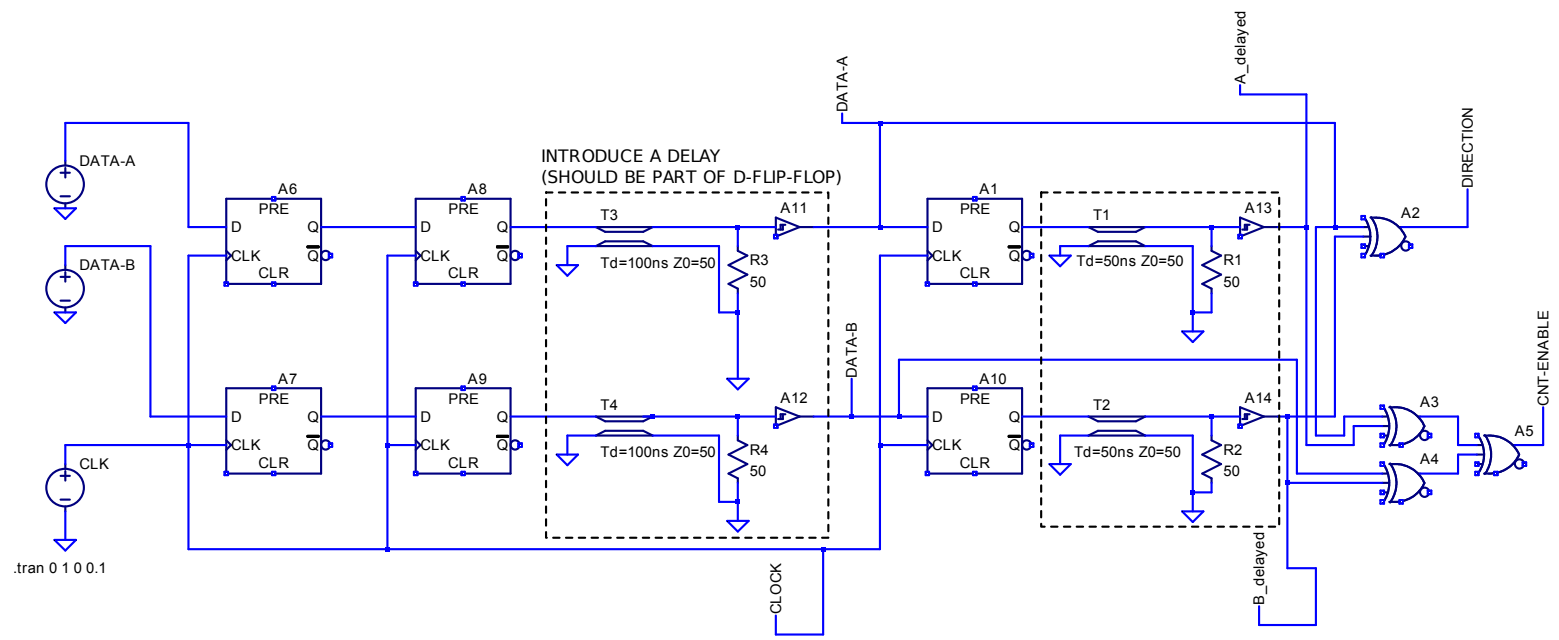 A_delayed
DATA-A
DIRECTION
INTRODUCE A DELAY
(SHOULD BE PART OF D-FLIP-FLOP)
DATA-A
A6
PRE
D
Q
CLK
Q
CLR
A8
PRE
D
Q
CLK
Q
CLR
T3
Td=100ns Z0=50
R3
50
A11
A1
PRE
D
Q
CLK
Q
CLR
T1
Td=50ns Z0=50
R1
50
A13
A2
DATA-B
DATA-B
CNT-ENABLE
A7
PRE
D
Q
CLK
Q
CLR
A9
PRE
D
Q
CLK
Q
CLR
T4
Td=100ns Z0=50
R4
50
A12
A10
PRE
D
Q
CLK
Q
CLR
T2
Td=50ns Z0=50
R2
50
A14
A3
A4
A5
CLK
.tran 0 1 0 0.1
CLOCK
B_delayed